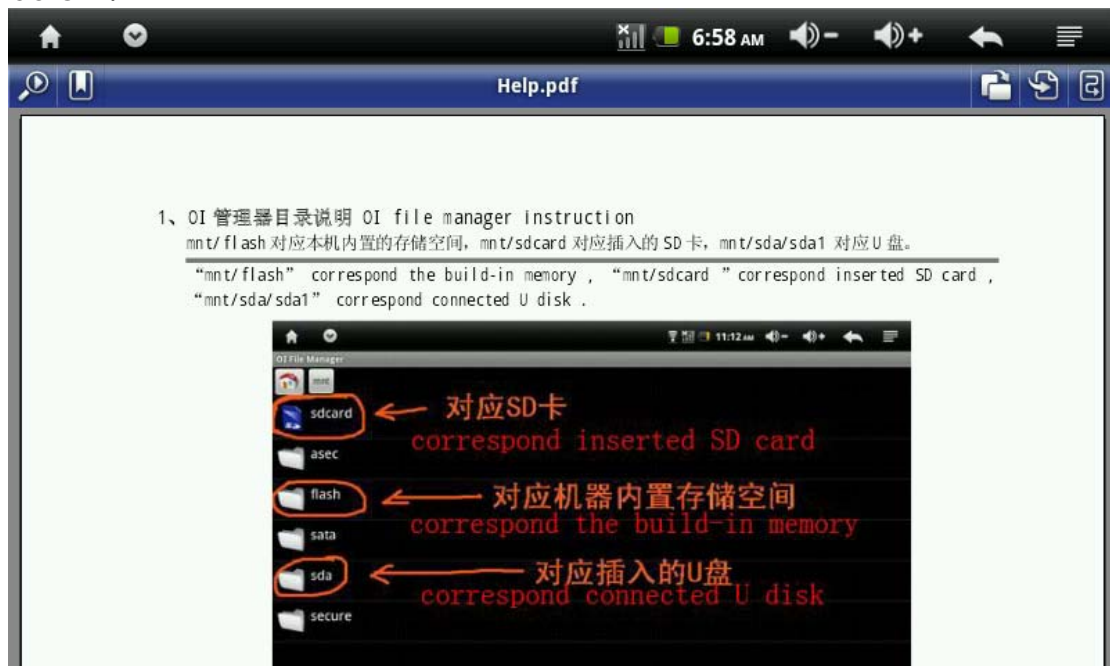 6:58 AM
Help.pdf
1、OI 管理器目录说明 OI file manager instruction
mnt/flash 对应本机内置的存储空间，mnt/sdcard 对应插入的 SD 卡，mnt/sda/sda1 对应 U 盘。
“mnt/flash” correspond the build-in memory , “mnt/sdcard ” correspond inserted SD card ,
“mnt/sda/sda1” correspond connected U disk .
11:12 AM
OI File Manager
mnt
sdcard
对应SD卡
correspond inserted SD card
asec
flash
对应机器内置存储空间
correspond the build-in memory
sata
sda
对应插入的U盘
correspond connected U disk
secure